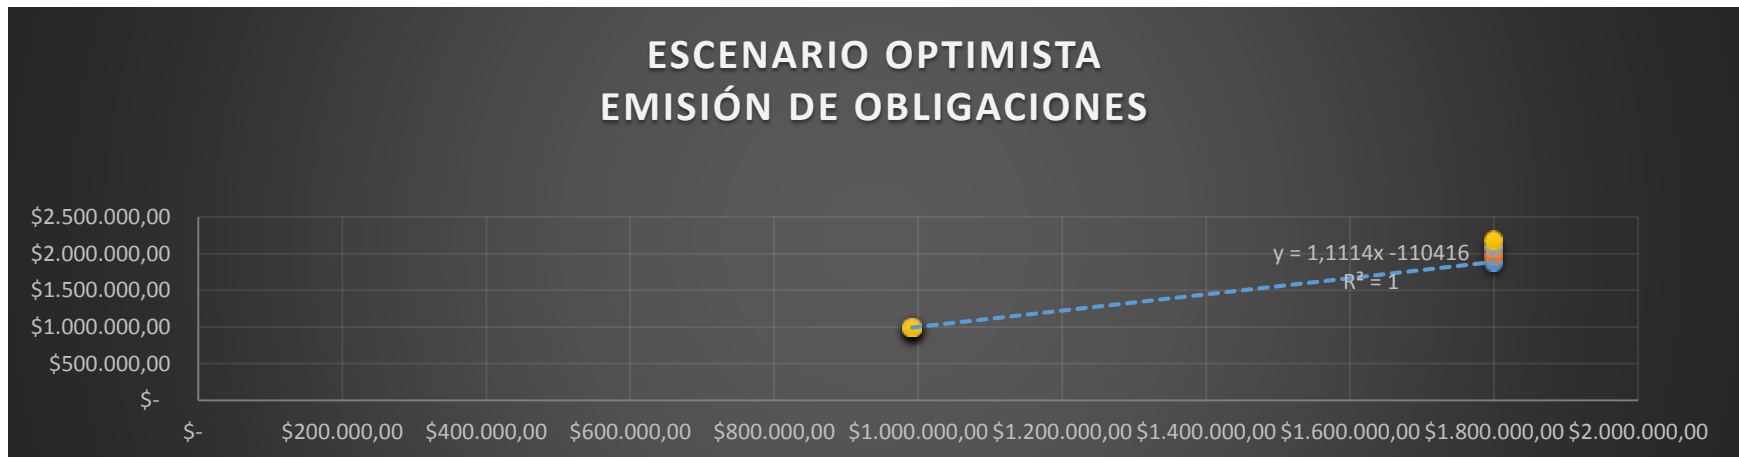 ESCENARIO OPTIMISTA
EMISIÓN DE OBLIGACIONES
$2.500.000,00
$2.000.000,00
$1.500.000,00
$1.000.000,00
$500.000,00
$-
y = 1,1114x -110416
R² = 1
$- $200.000,00 $400.000,00 $600.000,00 $800.000,00 $1.000.000,00 $1.200.000,00 $1.400.000,00 $1.600.000,00 $1.800.000,00 $2.000.000,00